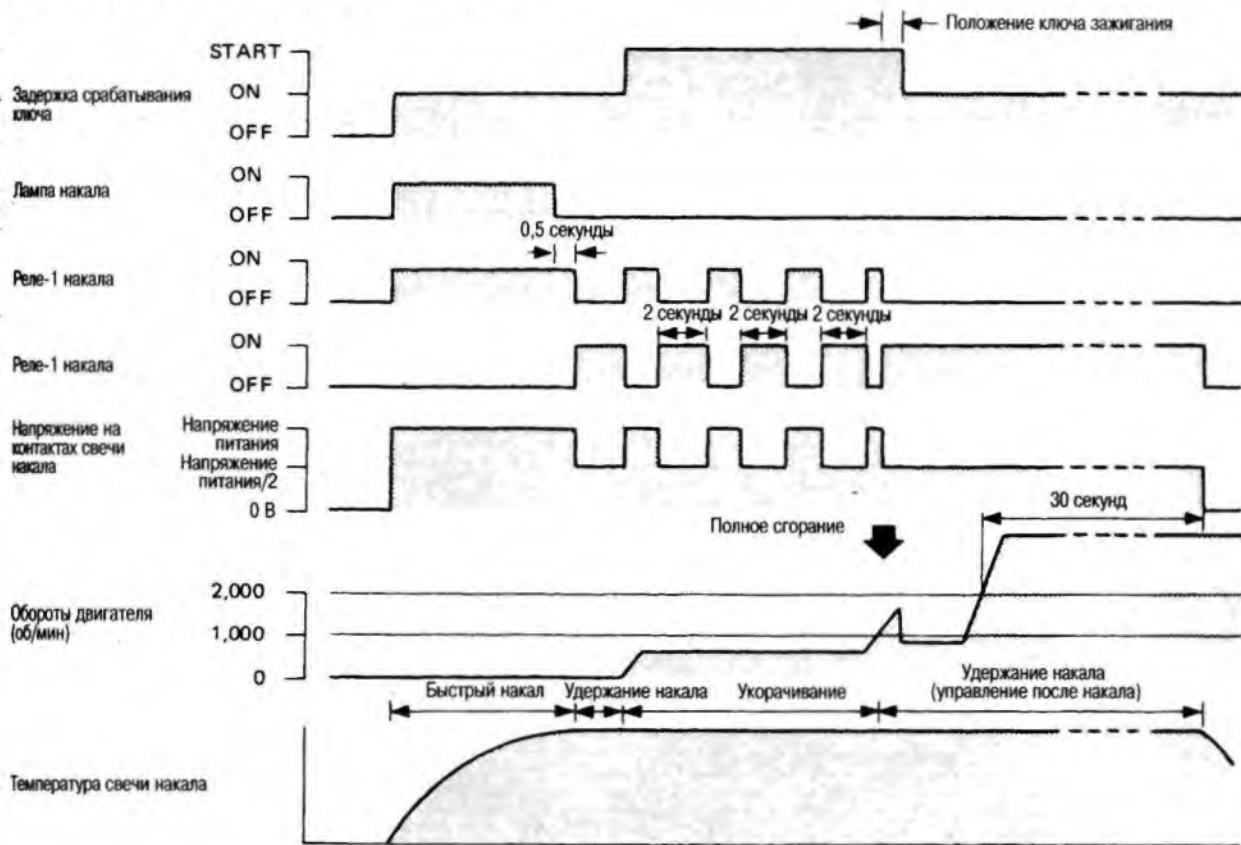 Положение ключа зажигания
START
Задержка срабатывания
ключа
ON
OFF
Лампа накала
ON
OFF
0,5 секунды
Реле-1 накала
ON
OFF
2 секунды 2 секунды 2 секунды
Реле-1 накала
ON
OFF
Напряжение на
контактах свечи
накала
Напряжение
питания
Напряжение
питания/2
0 В
30 секунд
Полное сгорание
Обороты двигателя
(об/мин)
2,000
1,000
0
Быстрый накал
Удержание накала
Укорачивание
Удержание накала
(управление после накала)
Температура свечи накала